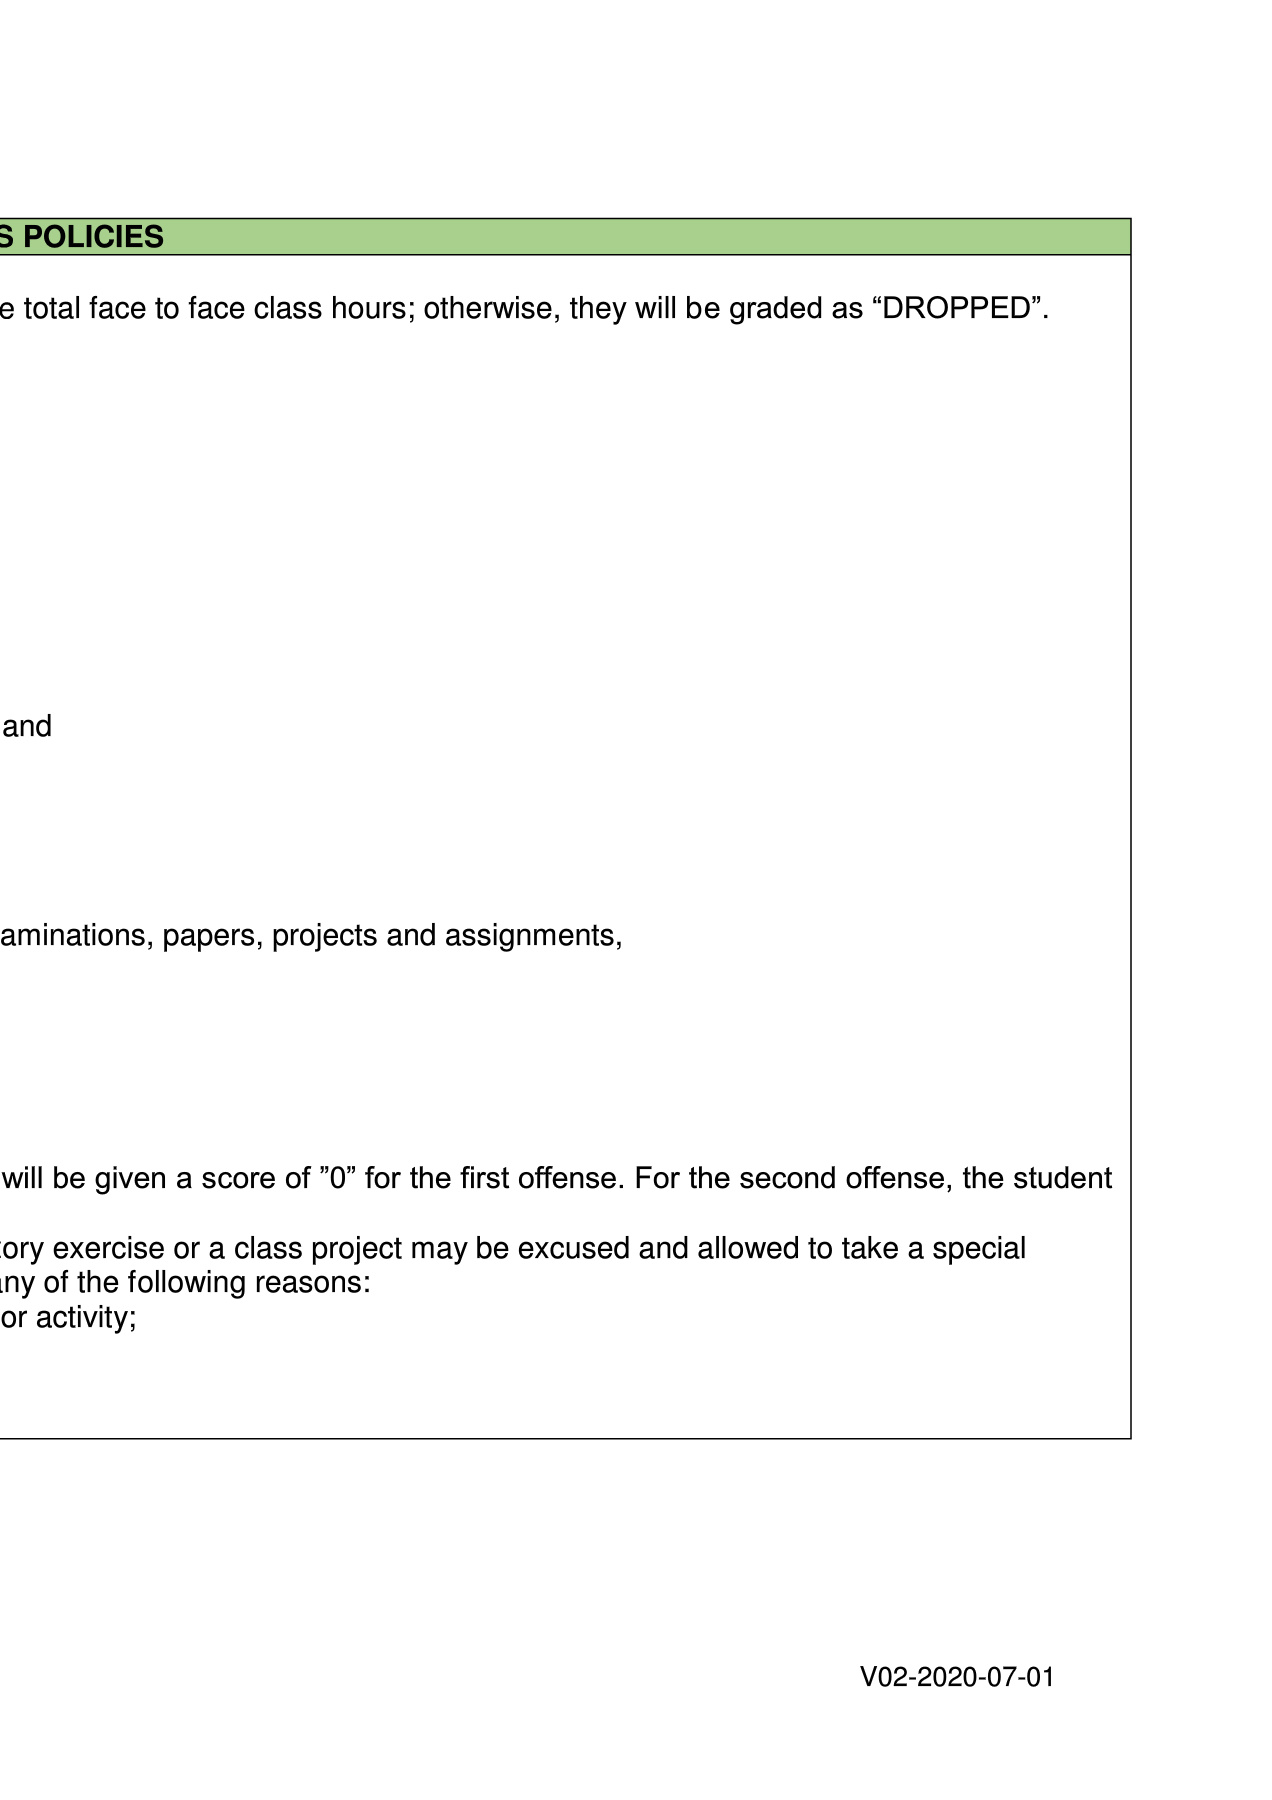 S POLICIES
e total face to face class hours; otherwise, they will be graded as “DROPPED”.
and
aminations, papers, projects and assignments,
will be given a score of ”0” for the first offense. For the second offense, the student
tory exercise or a class project may be excused and allowed to take a special
any of the following reasons:
or activity;
V02-2020-07-01